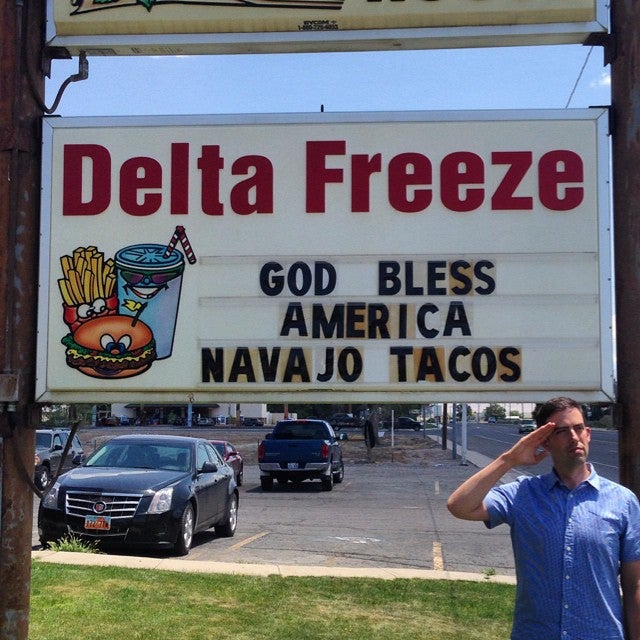 Delta Freeze
GOD BLESS
AMERICA
NAVAJO TACOS